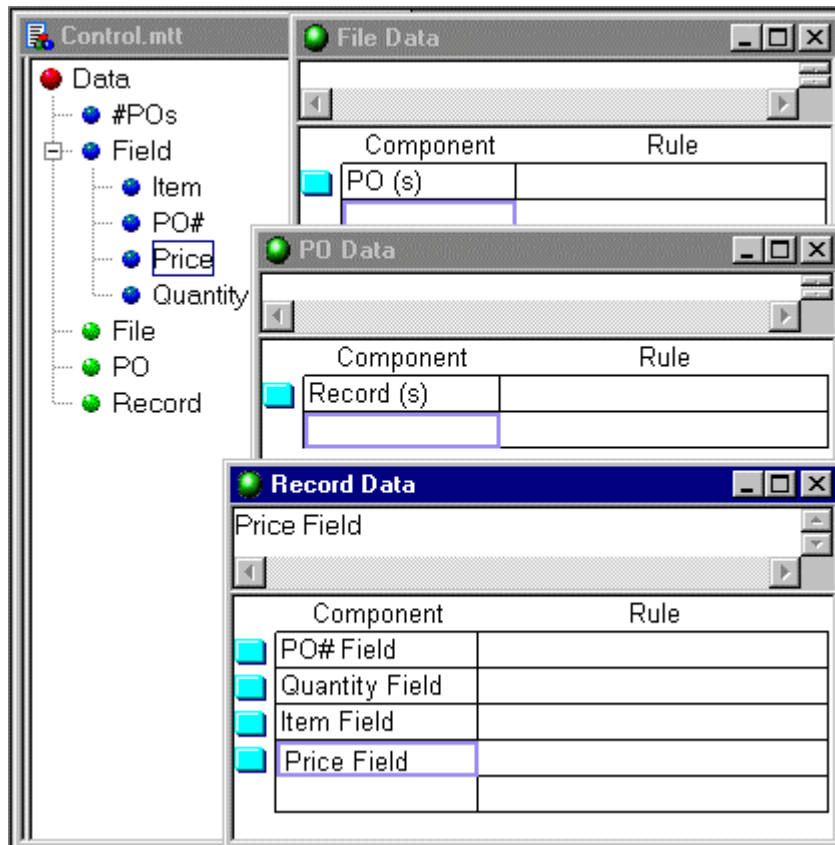 Control.mtt
Data
#POs
Field
Item
PO#
Price
Quantity
File
PO
Record
File Data
Component Rule
PO (s)
PO Data
Component Rule
Record (s)
Record Data
Price Field
Component Rule
PO# Field
Quantity Field
Item Field
Price Field